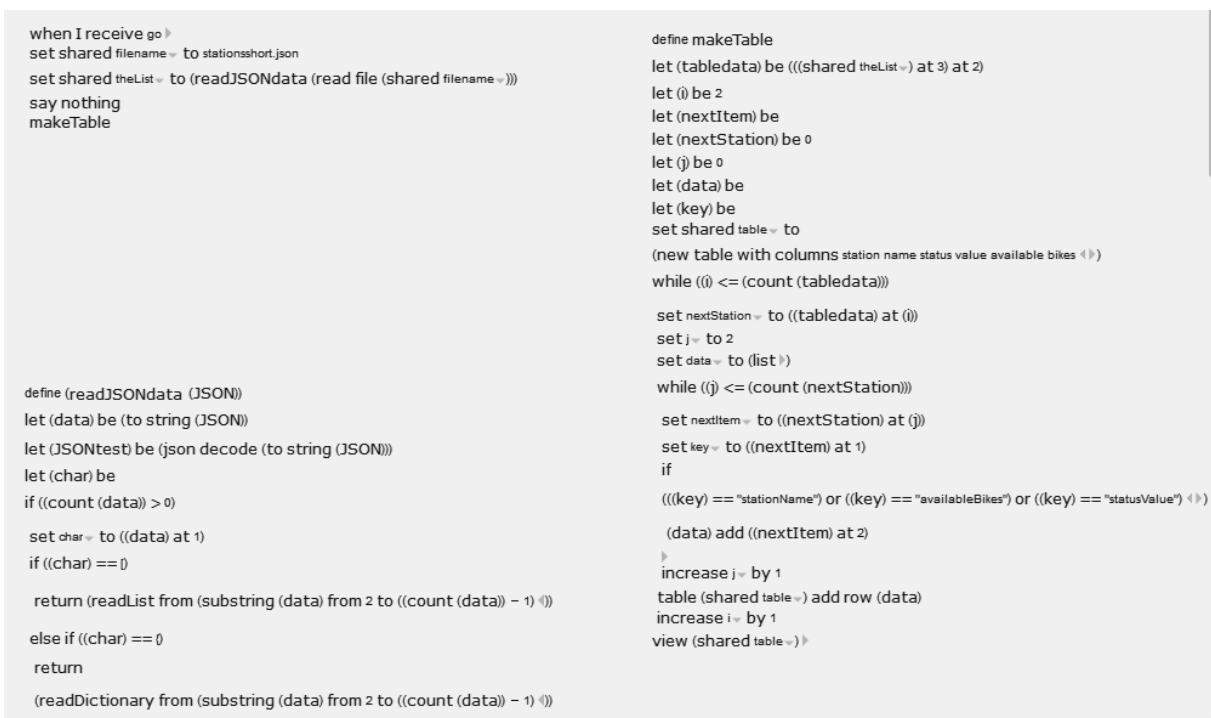 when I receive go
set shared filename to stationsshort.json
set shared theList to (readJSONdata (read file (shared filename)))
say nothing
makeTable
define (readJSONdata (JSON))
let (data) be (to string (JSON))
let (JSONtest) be (json decode (to string (JSON)))
let (char) be
if ((count (data)) > 0)
set char to ((data) at 1)
if ((char) == [)
return (readList from (substring (data) from 2 to ((count (data)) – 1) ))
else if ((char) == {)
return
(readDictionary from (substring (data) from 2 to ((count (data)) – 1) ))
define makeTable
let (tabledata) be (((shared theList) at 3) at 2)
let (i) be 2
let (nextItem) be
let (nextStation) be 0
let (j) be 0
let (data) be
let (key) be
set shared table to
(new table with columns station name status value available bikes )
while ((i) <= (count (tabledata)))
set nextStation to ((tabledata) at (i))
set j to 2
set data to (list )
while ((j) <= (count (nextStation)))
set nextItem to ((nextStation) at (j))
set key to ((nextItem) at 1)
if
(((key) == "stationName") or ((key) == "availableBikes") or ((key) == "statusValue") )
(data) add ((nextItem) at 2)
increase j by 1
table (shared table) add row (data)
increase i by 1
view (shared table)